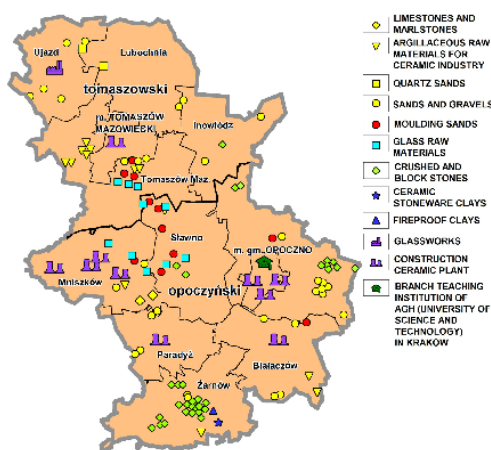 Ujazd
Lubochnia
tomaszowski
m. TOMASZÓW
MAZOWIECKI
Inowłódz
Tomaszów Maz
Sławno
m. gm. OPOCZNO
Mniszków
opoczyński
Paradyż
Białaczów
Żarnów
LIMESTONES AND
MARLSTONES
ARGILLACEOUS RAW
MATERIALS FOR
CERAMIC INDUSTRY
QUARTZ SANDS
SANDS AND GRAVELS
MOULDING SANDS
GLASS RAW
MATERIALS
CRUSHED AND
BLOCK STONES
CERAMIC
STONEWARE CLAYS
FIREPROOF CLAYS
GLASSWORKS
CONSTRUCTION
CERAMIC PLANT
BRANCH TEACHING
INSTITUTION OF
AGH (UNIVERSITY OF
SCIENCE AND
TECHNOLOGY)
IN KRAKÓW